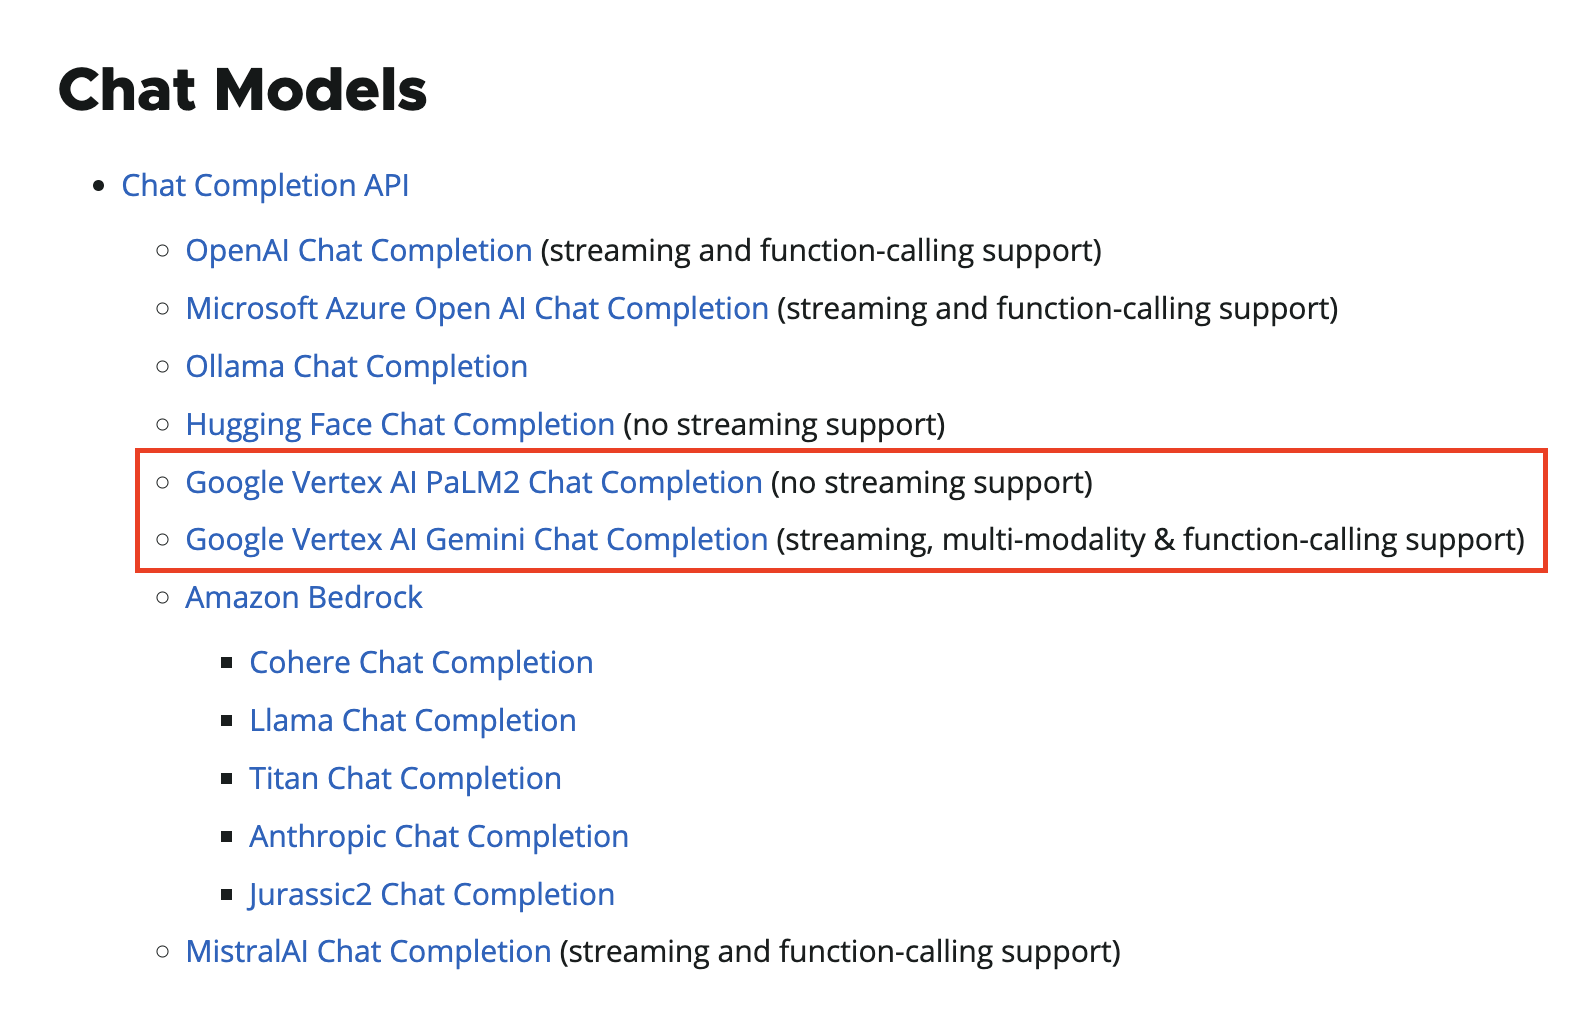 Chat Models
Chat Completion API
OpenAI Chat Completion (streaming and function-calling support)
Microsoft Azure Open AI Chat Completion (streaming and function-calling support)
Ollama Chat Completion
Hugging Face Chat Completion (no streaming support)
Google Vertex AI PaLM2 Chat Completion (no streaming support)
Google Vertex AI Gemini Chat Completion (streaming, multi-modality & function-calling support)
Amazon Bedrock
Cohere Chat Completion
Llama Chat Completion
Titan Chat Completion
Anthropic Chat Completion
Jurassic2 Chat Completion
MistralAI Chat Completion (streaming and function-calling support)